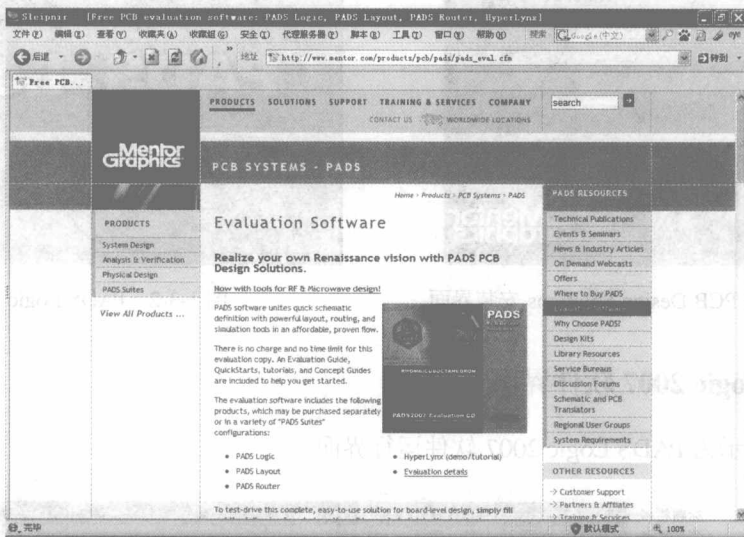 Sleipnir [Free PCB evaluation software: PADS Logic, PADS Layout, PADS Router, HyperLynx]
文件(F) 编辑(E) 查看(V) 收藏夹(A) 收藏组(G) 安全(I) 代理服务器(P) 脚本(R) 工具(T) 窗口(W) 帮助(H) 搜索 Google(中文)
后退 地址 http://www.mentor.com/products/pcb/pads/pads_eval.cfm 转到
Free PCB...
PRODUCTS SOLUTIONS SUPPORT TRAINING & SERVICES COMPANY
search
CONTACT US WORLDWIDE LOCATIONS
Mentor Graphics
PCB SYSTEMS - PADS
Home > Products > PCB Systems > PADS
PRODUCTS
System Design
Analysis & Verification
Physical Design
PADS Suites
View All Products ...
Evaluation Software
Realize your own Renaissance vision with PADS PCB
Design Solutions.
Now with tools for RF & Microwave design!
PADS software unites quick schematic
definition with powerful layout, routing, and
simulation tools in an affordable, proven flow.
There is no charge and no time limit for this
evaluation copy. An Evaluation Guide,
QuickStarts, tutorials, and Concept Guides
are included to help you get started.
The evaluation software includes the following
products, which may be purchased separately
or in a variety of "PADS Suites"
configurations:
PADS
PADS2007 Evaluation CD
• PADS Logic
• PADS Layout
• PADS Router
• HyperLynx (demo/tutorial)
• Evaluation details
To test-drive this complete, easy-to-use solution for board-level design, simply fill
PADS RESOURCES
Technical Publications
Events & Seminars
News & Industry Articles
On Demand Webcasts
Offers
Where to Buy PADS
Evaluation Software
Why Choose PADS?
Design Kits
Library Resources
Service Bureaus
Discussion Forums
Schematic and PCB
Translators
Regional User Groups
System Requirements
OTHER RESOURCES
-> Customer Support
-> Partners & Affiliates
-> Training & Services
完毕 默认模式 100%